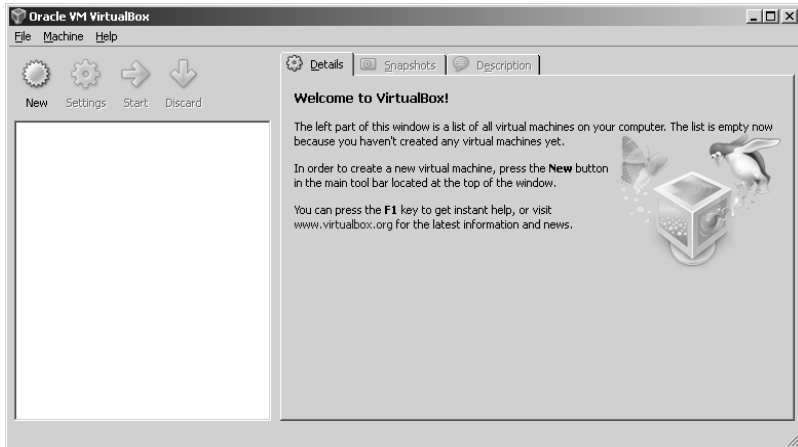 Oracle VM VirtualBox
File Machine Help
New Settings Start Discard
Details Snapshots Description
Welcome to VirtualBox!
The left part of this window is a list of all virtual machines on your computer. The list is empty now
because you haven't created any virtual machines yet.
In order to create a new virtual machine, press the New button
in the main tool bar located at the top of the window.
You can press the F1 key to get instant help, or visit
www.virtualbox.org for the latest information and news.